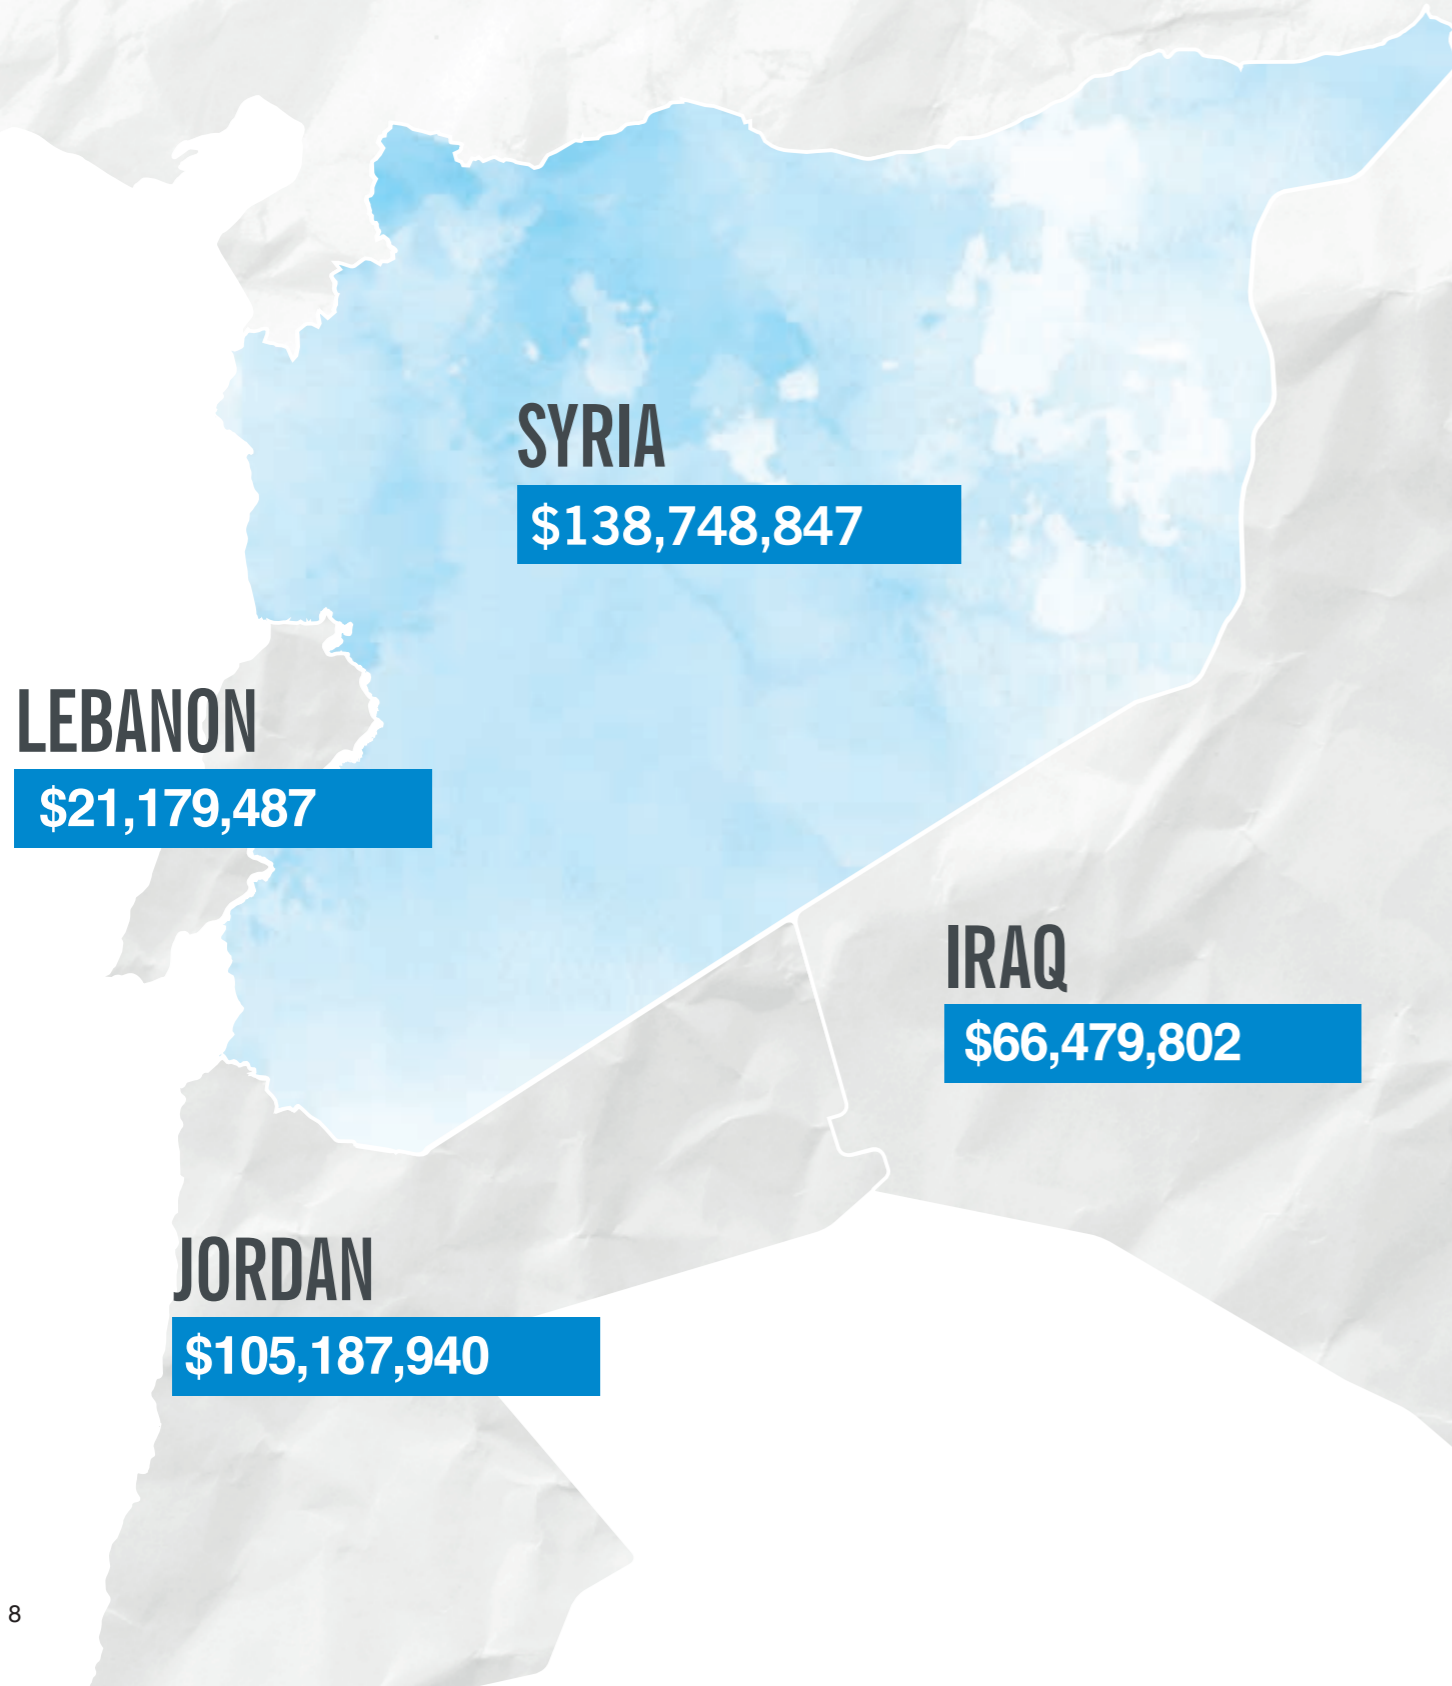 SYRIA
$138,748,847
LEBANON
$21,179,487
IRAQ
$66,479,802
JORDAN
$105,187,940
8